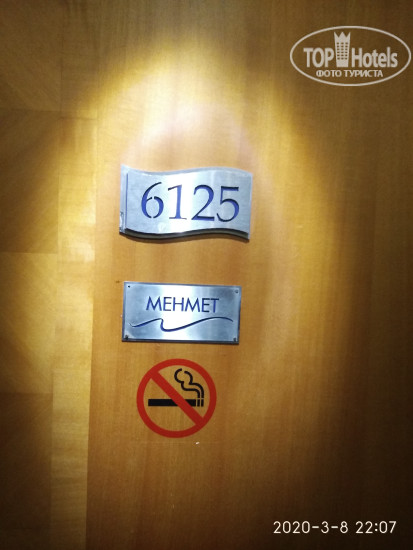 TOP Hotels
ФОТО ТУРИСТА
6125
MEHMET
2020-3-8 22:07